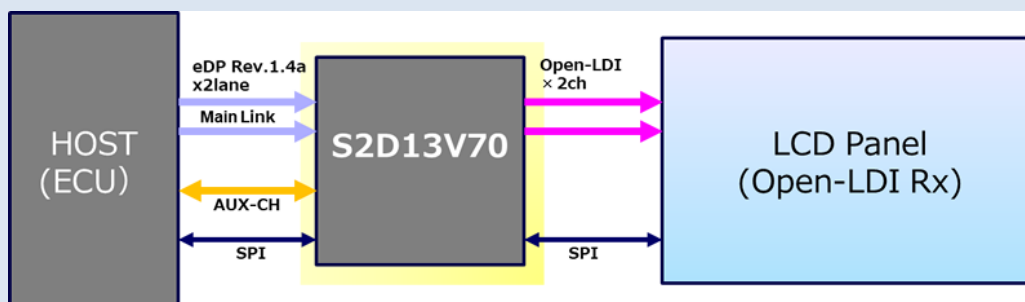 HOST
(ECU)
eDP Rev.1.4a
x2lane
Main Link
AUX-CH
SPI
S2D13V70
Open-LDI
× 2ch
SPI
LCD Panel
(Open-LDI Rx)